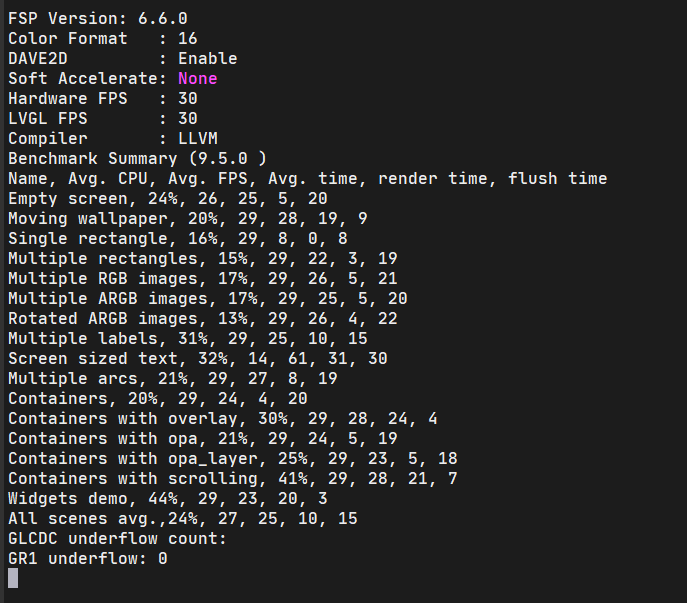 FSP Version: 6.6.0
Color Format   : 16
DAVE2D         : Enable
Soft Accelerate: None
Hardware FPS   : 30
LVGL FPS       : 30
Compiler       : LLVM
Benchmark Summary (9.5.0 )
Name, Avg. CPU, Avg. FPS, Avg. time, render time, flush time
Empty screen, 24%, 26, 25, 5, 20
Moving wallpaper, 20%, 29, 28, 19, 9
Single rectangle, 16%, 29, 8, 0, 8
Multiple rectangles, 15%, 29, 22, 3, 19
Multiple RGB images, 17%, 29, 26, 5, 21
Multiple ARGB images, 17%, 29, 25, 5, 20
Rotated ARGB images, 13%, 29, 26, 4, 22
Multiple labels, 31%, 29, 25, 10, 15
Screen sized text, 32%, 14, 61, 31, 30
Multiple arcs, 21%, 29, 27, 8, 19
Containers, 20%, 29, 24, 4, 20
Containers with overlay, 30%, 29, 28, 24, 4
Containers with opa, 21%, 29, 24, 5, 19
Containers with opa_layer, 25%, 29, 23, 5, 18
Containers with scrolling, 41%, 29, 28, 21, 7
Widgets demo, 44%, 29, 23, 20, 3
All scenes avg.,24%, 27, 25, 10, 15
GLCDC underflow count:
GR1 underflow: 0